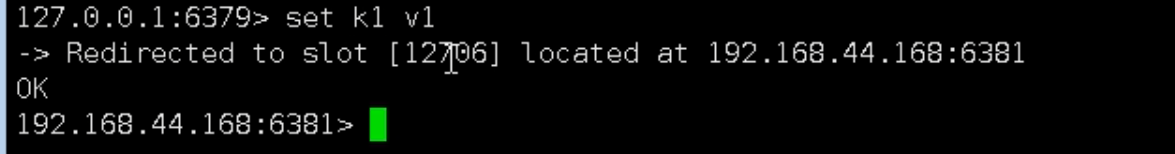 127.0.0.1:6379> set k1 v1
-> Redirected to slot [12706] located at 192.168.44.168:6381
OK
192.168.44.168:6381>